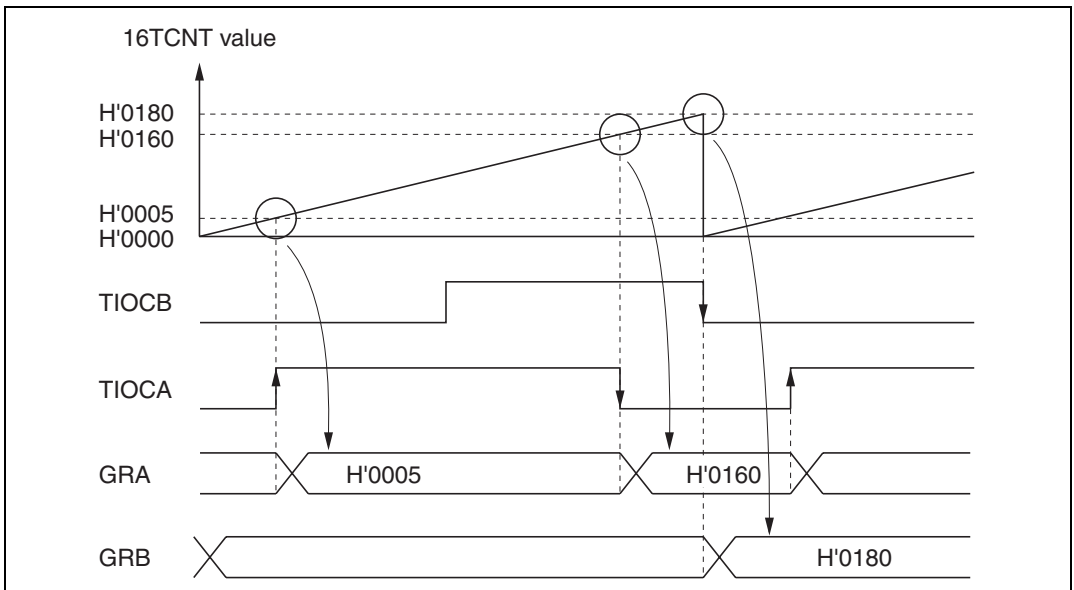 16TCNT value
H'0180
H'0160
H'0005
H'0000
TIOCB
TIOCA
GRA H'0005 H'0160
GRB H'0180